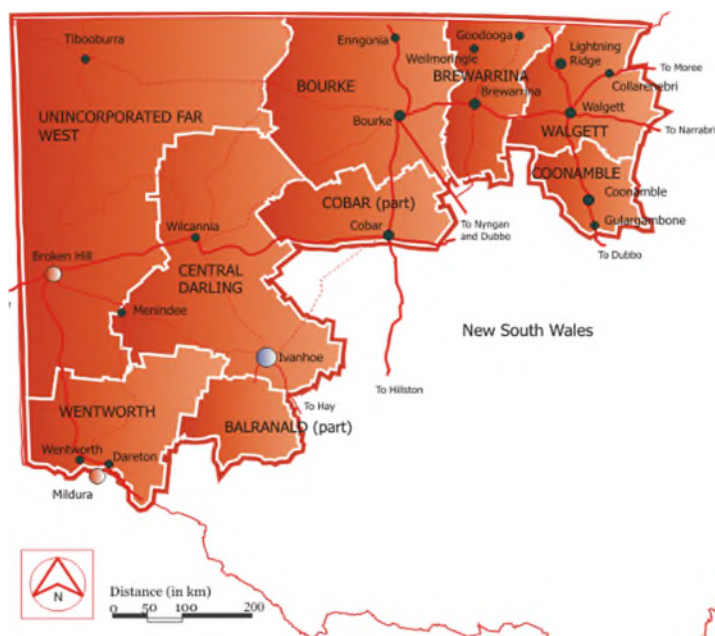 Tibooburra
Enngonia
Goodooga
Weilmoringle
Lightning
Ridge
To Moree
Collarenebri
BOURKE
BREWARRINA
Brewarrina
UNINCORPORATED FAR
WEST
Bourke
Walgett
WALGETT
To Narrabri
COONAMBLE
Coonamble
COBAR (part)
Wilcannia
Cobar
To Nyngan
and Dubbo
Gulargambone
To Dubbo
Broken Hill
CENTRAL
DARLING
Menindee
New South Wales
Ivanhoe
To Hillston
To Hay
WENTWORTH
BALRANALD (part)
Wentworth
Dareton
Mildura
N
Distance (in km)
0 50 100 200